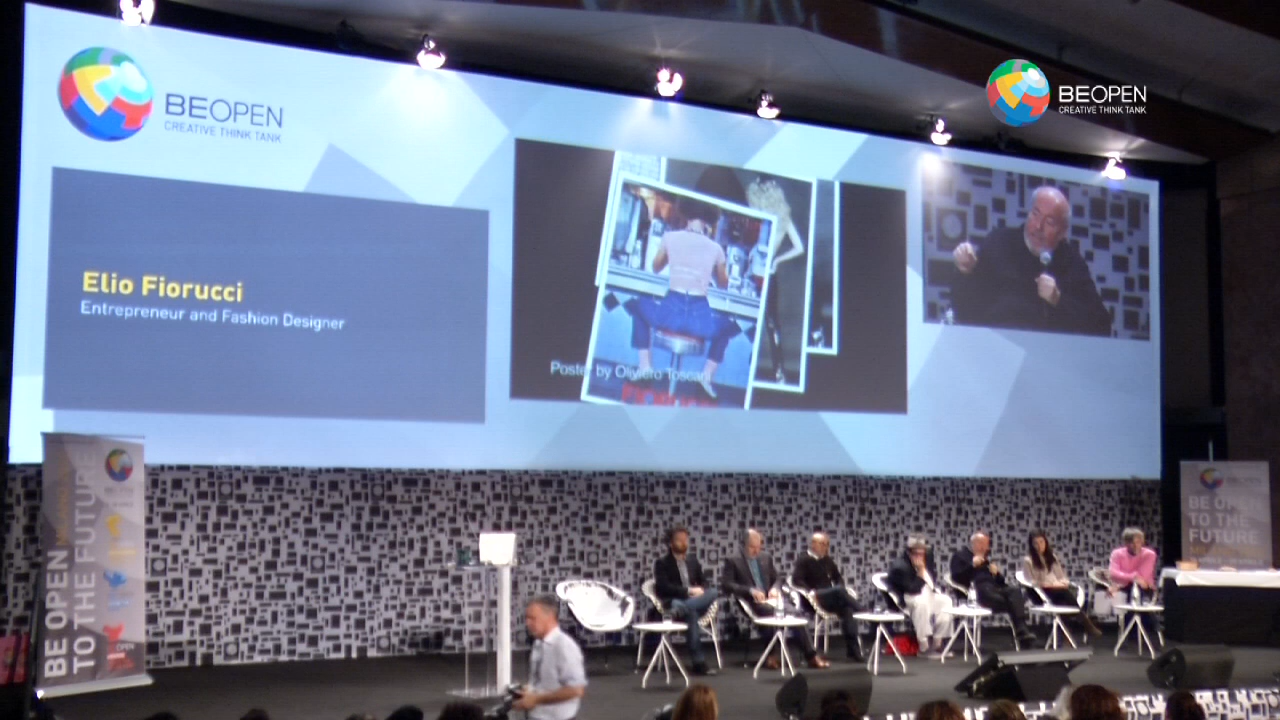 BEOPEN
CREATIVE THINK TANK
BEOPEN
CREATIVE THINK TANK
Elio Fiorucci
Entrepreneur and Fashion Designer
Poster by Oliviero Toscani
BE OPEN
TO THE FUTURE
BE OPEN
TO THE
FUTURE